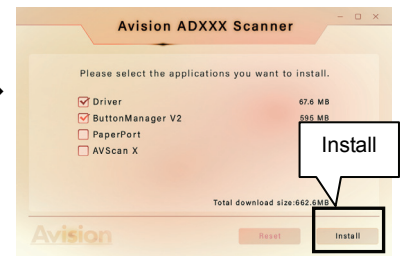 Avision ADXXX Scanner
Please select the applications you want to install.
Driver 67.6 MB
ButtonManager V2 595 MB
PaperPort
AVScan X
Install
Total download size:662.6MB
Avision Reset Install